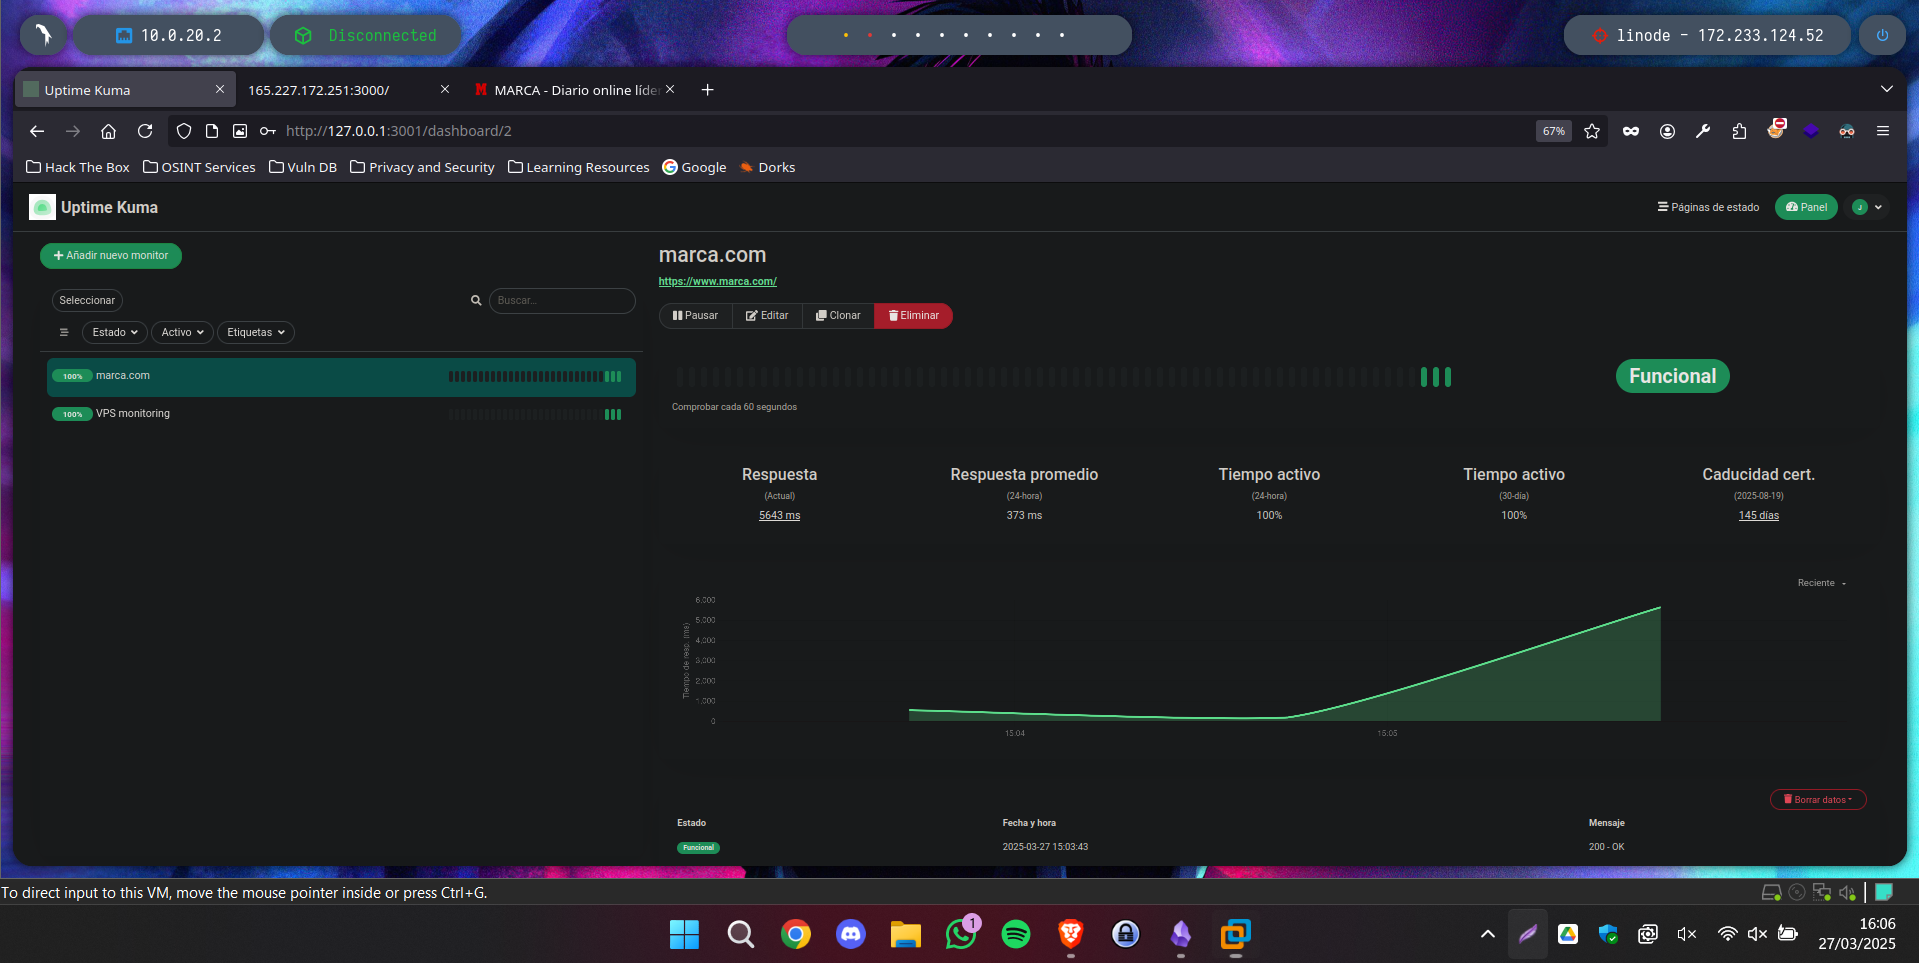 10.0.20.2
Disconnected
linode - 172.233.124.52
Uptime Kuma
165.227.172.251:3000/
M MARCA - Diario online líder
http://127.0.0.1:3001/dashboard/2
67%
Hack The Box
OSINT Services
Vuln DB
Privacy and Security
Learning Resources
Google
Dorks
Uptime Kuma
Páginas de estado
Panel
J
Añadir nuevo monitor
Seleccionar
Buscar...
Estado
Activo
Etiquetas
100% marca.com
100% VPS monitoring
marca.com
https://www.marca.com/
Pausar
Editar
Clonar
Eliminar
Funcional
Comprobar cada 60 segundos
Respuesta
(Actual)
5643 ms
Respuesta promedio
(24-hora)
373 ms
Tiempo activo
(24-hora)
100%
Tiempo activo
(30-día)
100%
Caducidad cert.
(2025-08-19)
145 días
Reciente
Tiempo de resp. (ms)
6,000
5,000
4,000
3,000
2,000
1,000
0
15:04
15:05
Borrar datos
Estado
Fecha y hora
Mensaje
Funcional
2025-03-27 15:03:43
200 - OK
To direct input to this VM, move the mouse pointer inside or press Ctrl+G.
1
16:06
27/03/2025